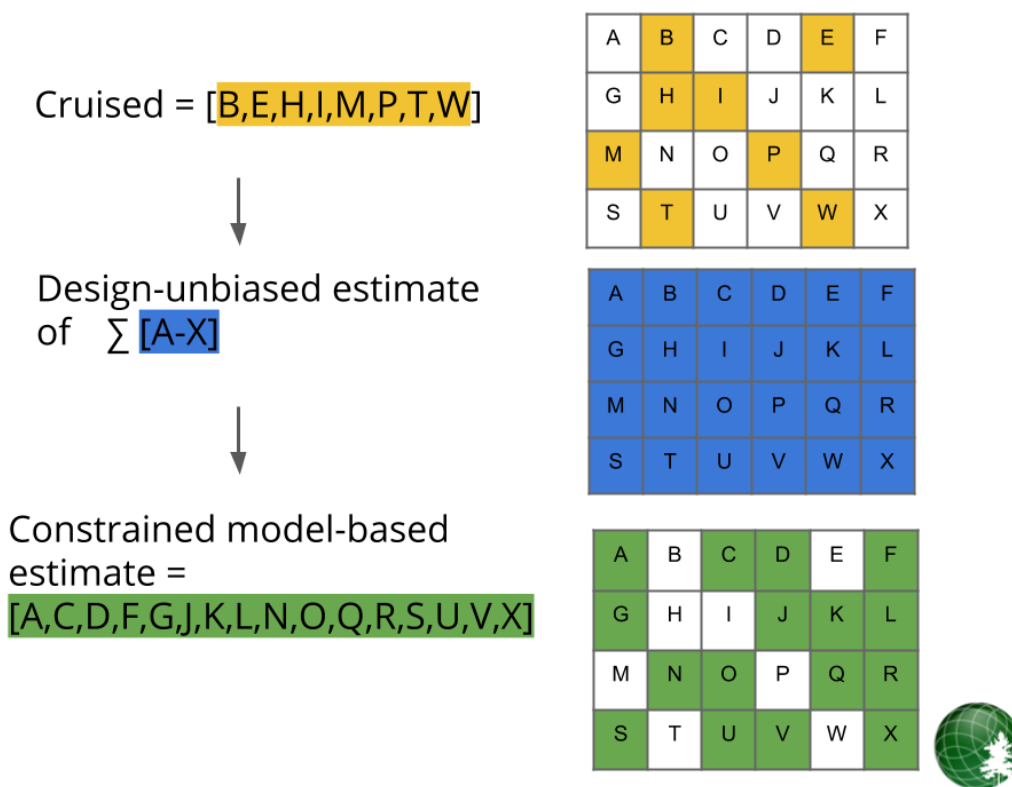 Cruised = [B,E,H,I,M,P,T,W]
A B C D E F
G H I J K L
M N O P Q R
S T U V W X
Design-unbiased estimate
of ∑ [A-X]
A B C D E F
G H I J K L
M N O P Q R
S T U V W X
Constrained model-based
estimate =
[A,C,D,F,G,J,K,L,N,O,Q,R,S,U,V,X]
A B C D E F
G H I J K L
M N O P Q R
S T U V W X